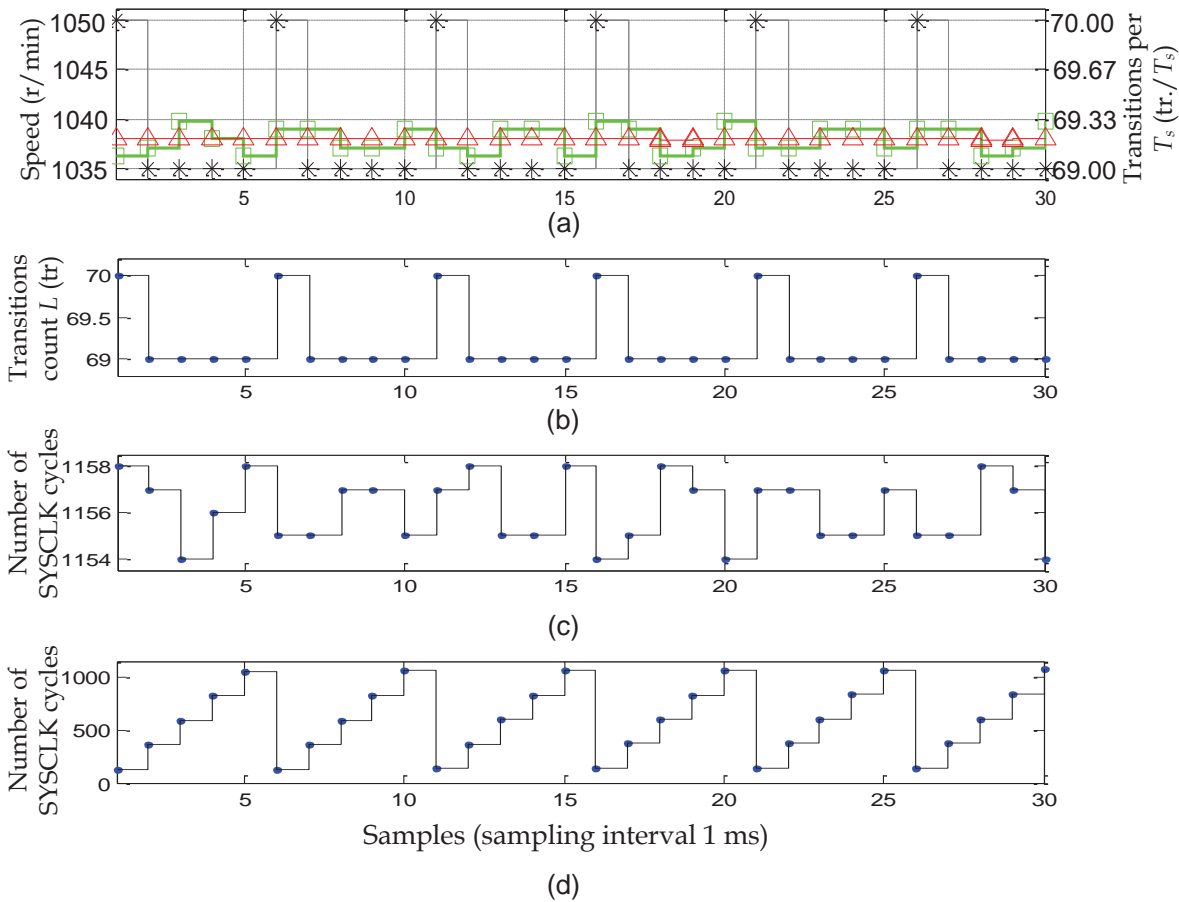 Speed (r/min)
1050
1045
1040
1035
70.00
69.67
69.33
69.00
Transitions per
Ts (tr./Ts)
5 10 15 20 25 30
(a)
Transitions
count L (tr)
70
69.5
69
5 10 15 20 25 30
(b)
Number of
SYSCLK cycles
1158
1156
1154
5 10 15 20 25 30
(c)
Number of
SYSCLK cycles
1000
500
0
5 10 15 20 25 30
Samples (sampling interval 1 ms)
(d)